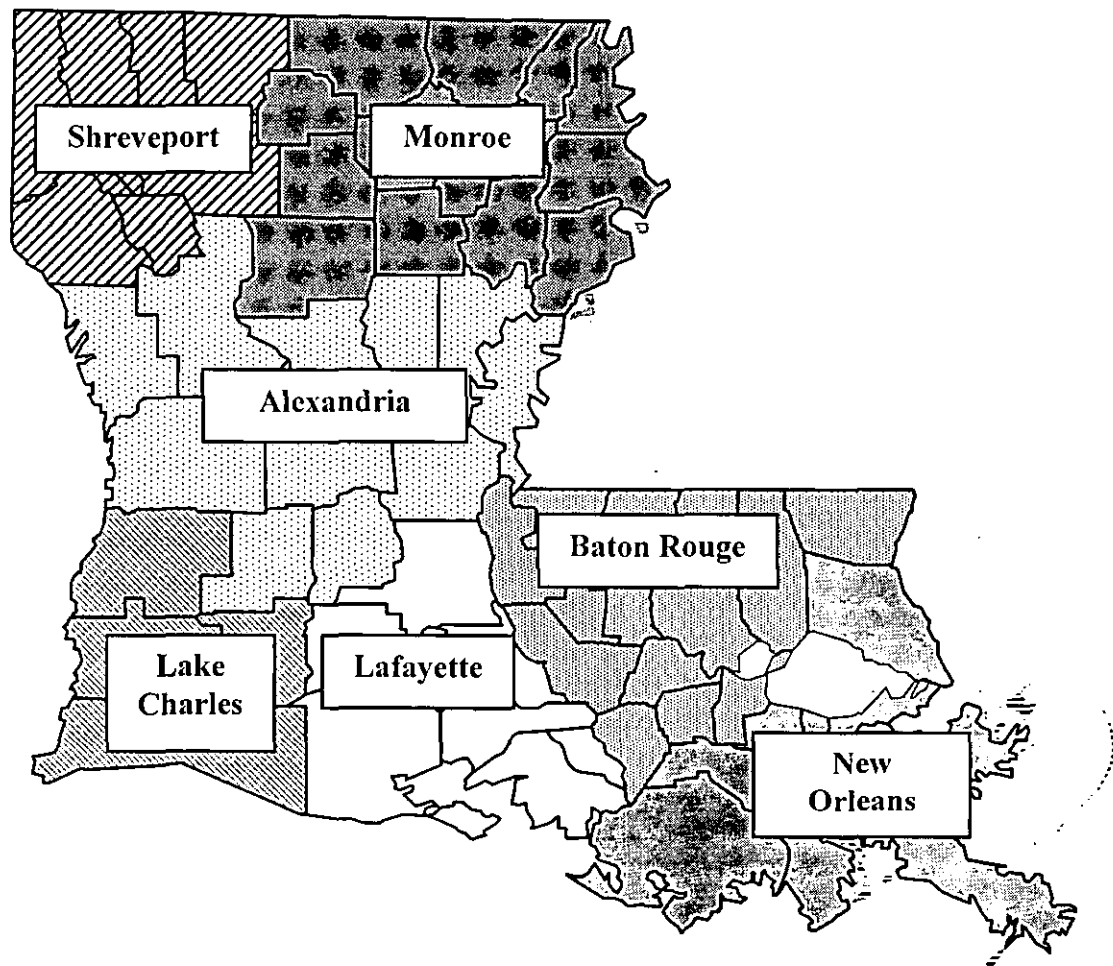 Shreveport
Monroe
Alexandria
Baton Rouge
Lake
Charles
Lafayette
New
Orleans